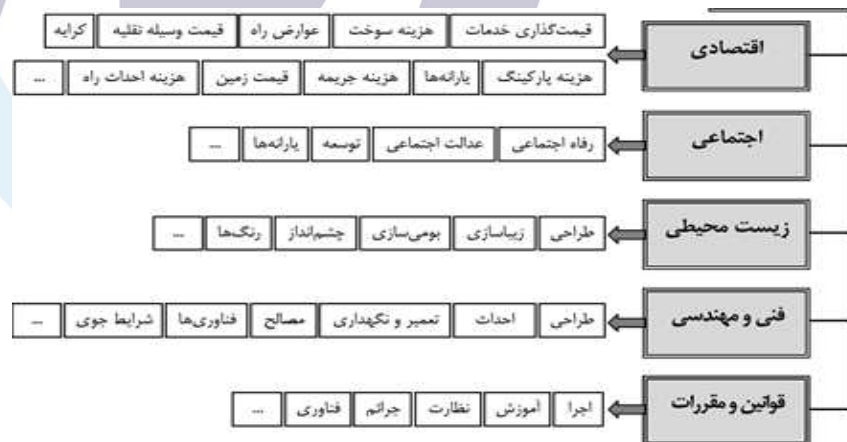 اقتصادی
قیمت‌گذاری خدمات هزینه سوخت عوارض راه قیمت وسیله نقلیه کرایه
هزینه پارکینگ یارانه‌ها هزینه جریمه قیمت زمین هزینه احداث راه ...
اجتماعی
رفاه اجتماعی عدالت اجتماعی توسعه یارانه‌ها ...
زیست محیطی
طراحی زیباسازی بومی‌سازی چشم‌انداز رنگ‌ها ...
فنی و مهندسی
طراحی احداث تعمیر و نگهداری مصالح فناوری‌ها شرایط جوی ...
قوانین و مقررات
اجرا آموزش نظارت جرائم فناوری ...